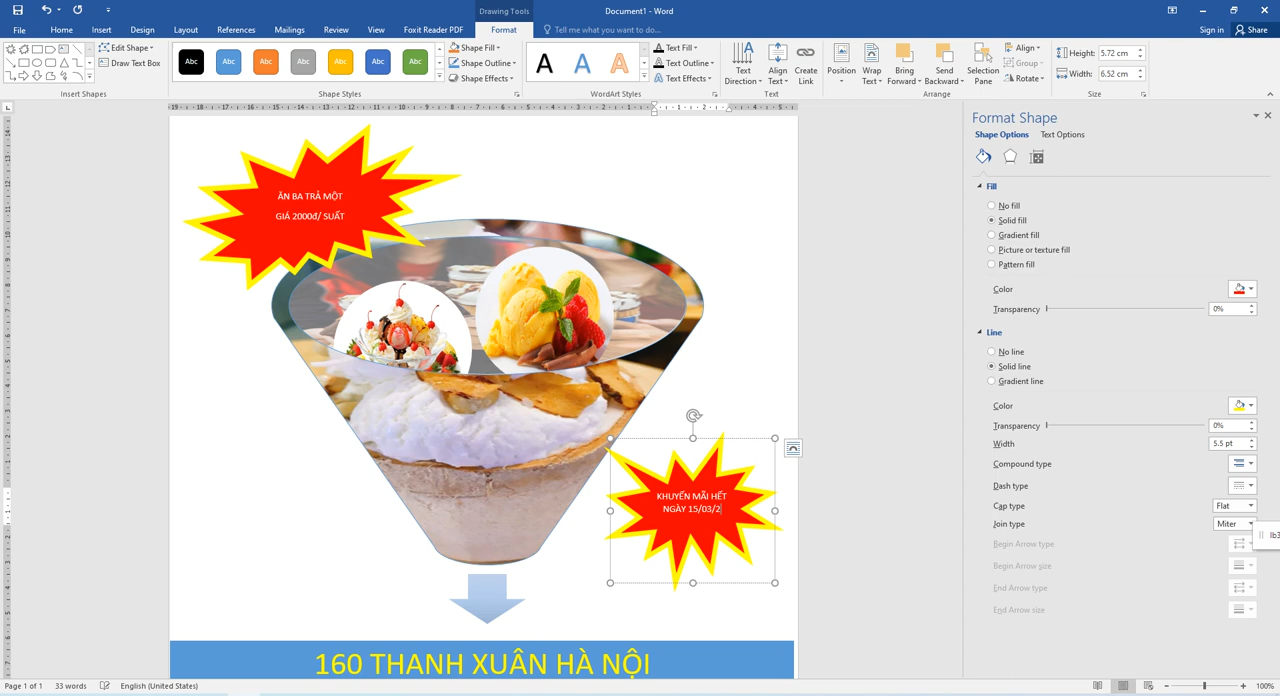 Drawing Tools
Document1 - Word
File
Home
Insert
Design
Layout
References
Mailings
Review
View
Foxit Reader PDF
Format
Tell me what you want to do...
Sign in
Share
Edit Shape
Draw Text Box
Insert Shapes
Abc
Abc
Abc
Abc
Abc
Abc
Abc
Shape Fill
Shape Outline
Shape Effects
Shape Styles
A
A
A
Text Fill
Text Outline
Text Effects
WordArt Styles
Text Direction
Align Text
Create Link
Text
Position
Wrap Text
Bring Forward
Send Backward
Selection Pane
Align
Group
Rotate
Arrange
Height: 5.72 cm
Width: 6.52 cm
Size
ĂN BA TRẢ MỘT
GIÁ 2000đ/ SUẤT
KHUYẾN MÃI HẾT
NGÀY 15/03/2
160 THANH XUÂN HÀ NỘI
Format Shape
Shape Options
Text Options
Fill
No fill
Solid fill
Gradient fill
Picture or texture fill
Pattern fill
Color
Transparency
0%
Line
No line
Solid line
Gradient line
Color
Transparency
0%
Width
5.5 pt
Compound type
Dash type
Cap type
Flat
Join type
Miter
Begin Arrow type
Begin Arrow size
End Arrow type
End Arrow size
Page 1 of 1
33 words
English (United States)
100%